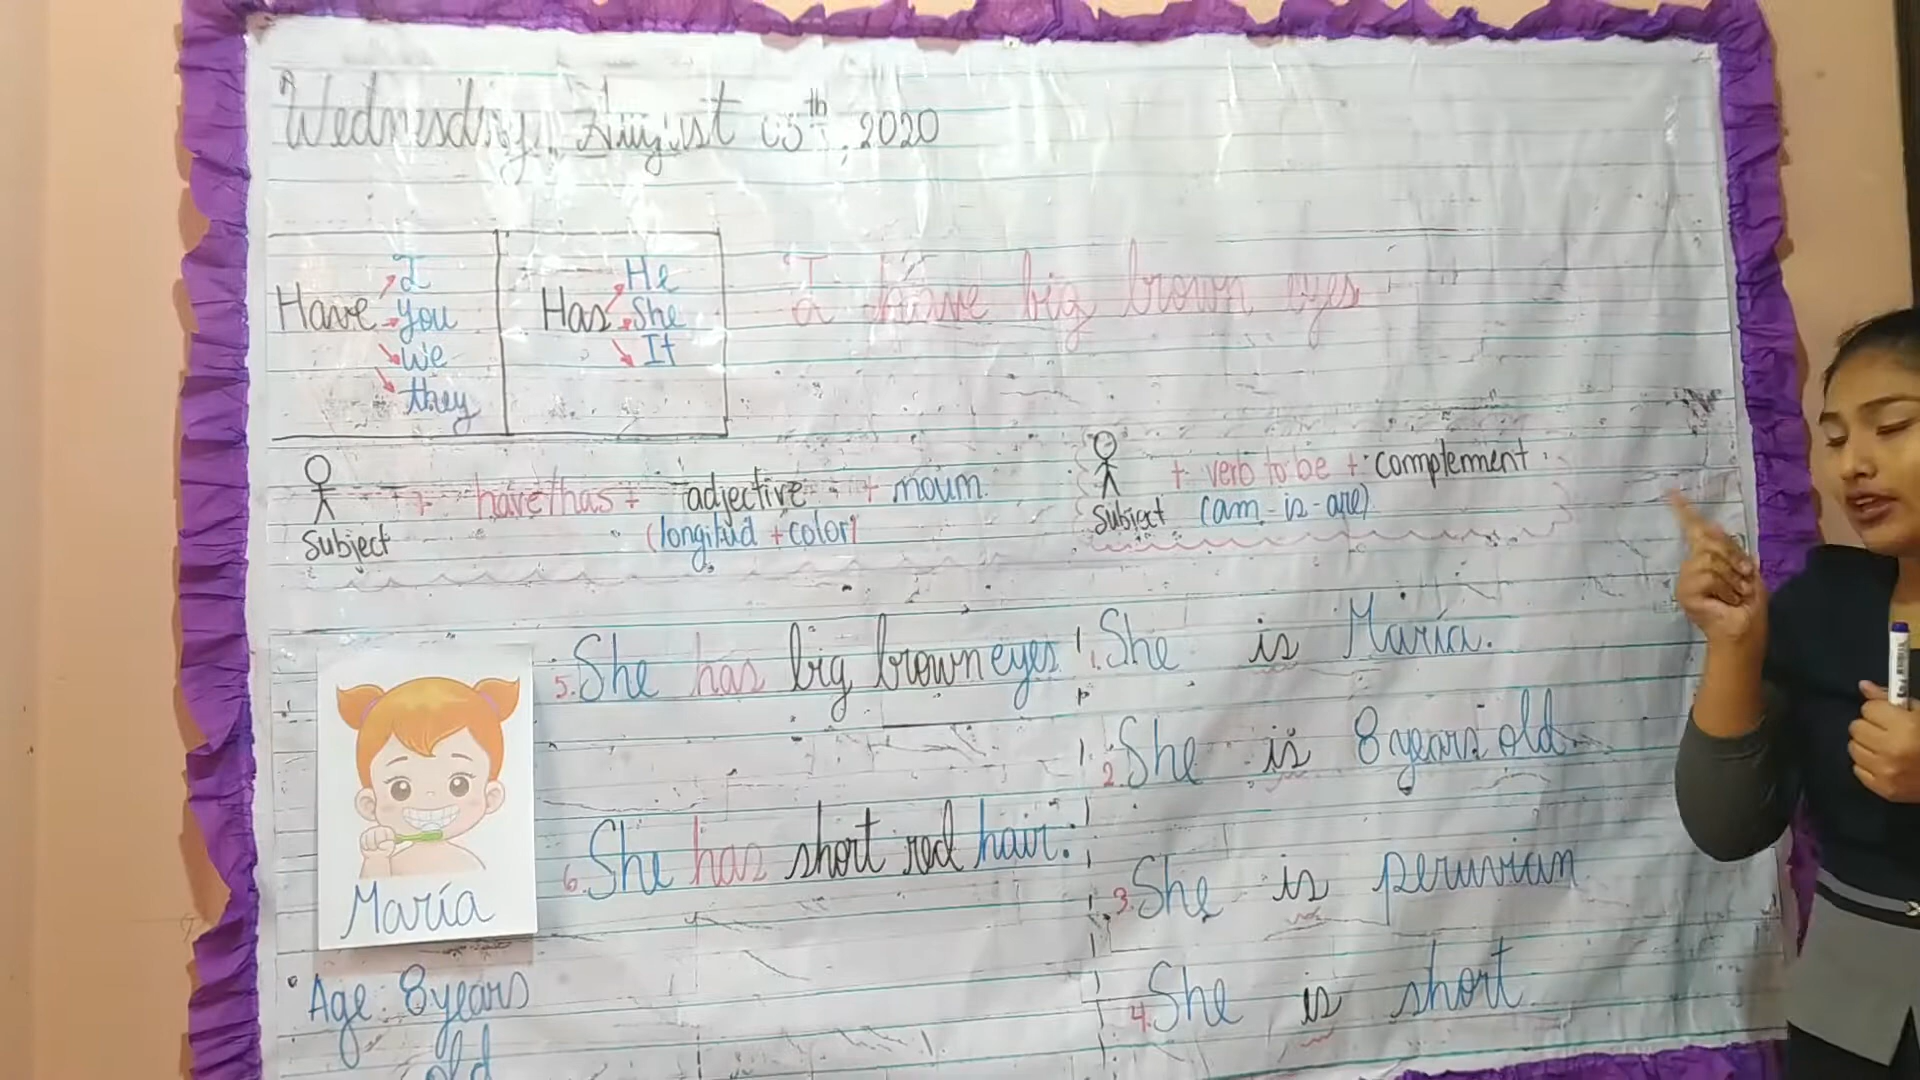 Wednesday, August 05th, 2020
Have
I
You
We
they
Has
He
She
It
I have big brown eyes
+ have/has + adjective + noun.
Subject
(longitud + color)
+ verb to be + complement.
Subject (am - is - are)
5. She has big brown eyes.
6. She has short red hair.
María
Age: 8 years
old
1. She is María.
2. She is 8 years old
3. She is peruvian
4. She is short